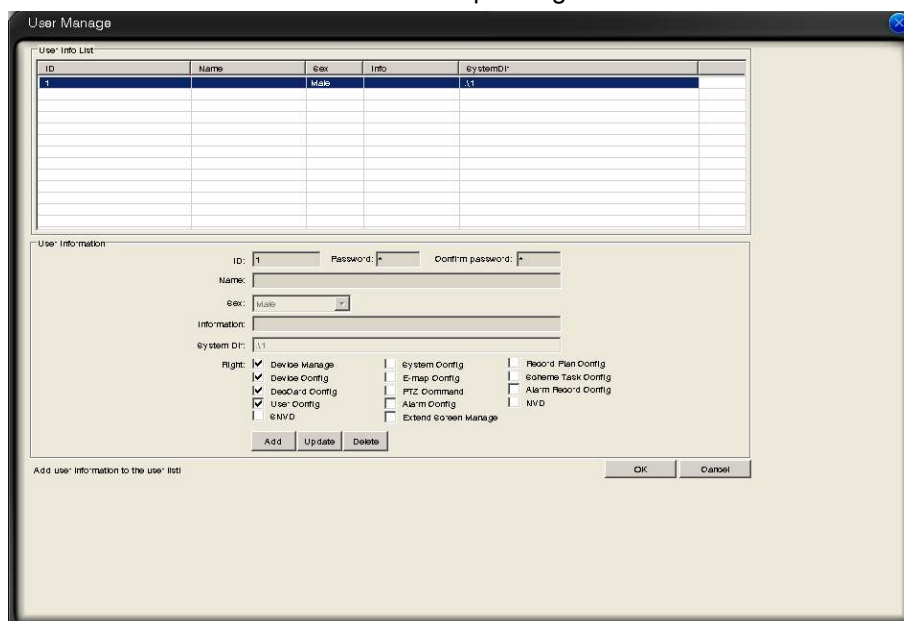 User Manage
User Info List
ID Name Sex Info SystemDir
1 Male .\1
User Information
ID: 1 Password: * Confirm password: *
Name:
Sex: Male
Information:
System Dir: .\1
Right: Device Manage System Config Record Plan Config
Device Config E-map Config Scheme Task Config
DecCard Config PTZ Command Alarm Record Config
User Config Alarm Config NVD
SNVD Extend Screen Manage
Add Update Delete
Add user information to the user list! OK Cancel